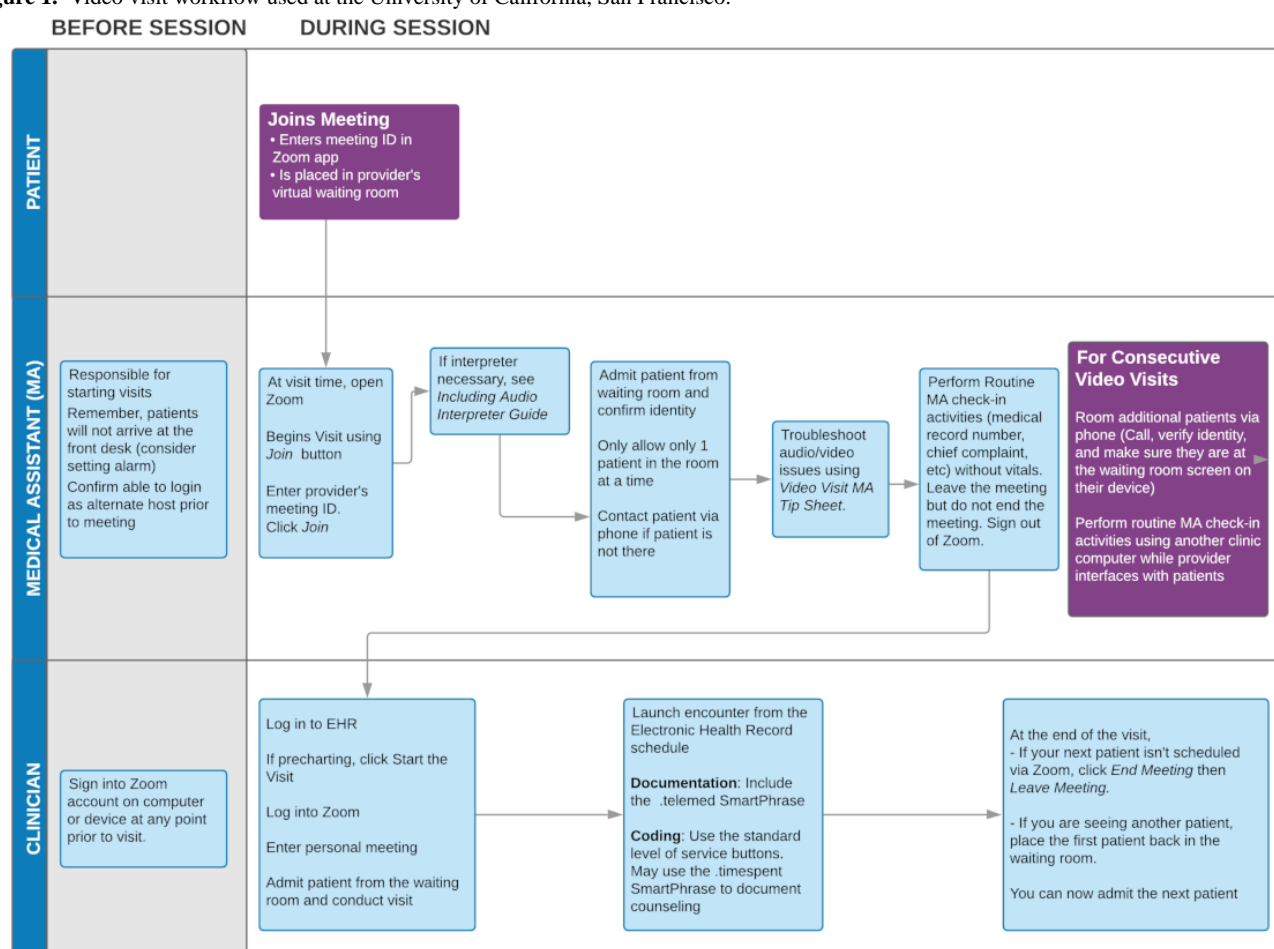 Figure 1. Video visit workflow used at the University of California, San Francisco.
BEFORE SESSION
DURING SESSION
PATIENT
Joins Meeting
• Enters meeting ID in
Zoom app
• Is placed in provider's
virtual waiting room
MEDICAL ASSISTANT (MA)
Responsible for
starting visits
Remember, patients
will not arrive at the
front desk (consider
setting alarm)
Confirm able to login
as alternate host prior
to meeting
At visit time, open
Zoom
Begins Visit using
Join button
Enter provider's
meeting ID.
Click Join
If interpreter
necessary, see
Including Audio
Interpreter Guide
Admit patient from
waiting room and
confirm identity
Only allow only 1
patient in the room
at a time
Contact patient via
phone if patient is
not there
Troubleshoot
audio/video
issues using
Video Visit MA
Tip Sheet.
Perform Routine
MA check-in
activities (medical
record number,
chief complaint,
etc) without vitals.
Leave the meeting
but do not end the
meeting. Sign out
of Zoom.
For Consecutive
Video Visits
Room additional patients via
phone (Call, verify identity,
and make sure they are at
the waiting room screen on
their device)
Perform routine MA check-in
activities using another clinic
computer while provider
interfaces with patients
CLINICIAN
Sign into Zoom
account on computer
or device at any point
prior to visit.
Log in to EHR
If precharting, click Start the
Visit
Log into Zoom
Enter personal meeting
Admit patient from the waiting
room and conduct visit
Launch encounter from the
Electronic Health Record
schedule
Documentation: Include
the .telemed SmartPhrase
Coding: Use the standard
level of service buttons.
May use the .timespent
SmartPhrase to document
counseling
At the end of the visit,
- If your next patient isn't scheduled
via Zoom, click End Meeting then
Leave Meeting.
- If you are seeing another patient,
place the first patient back in the
waiting room.
You can now admit the next patient